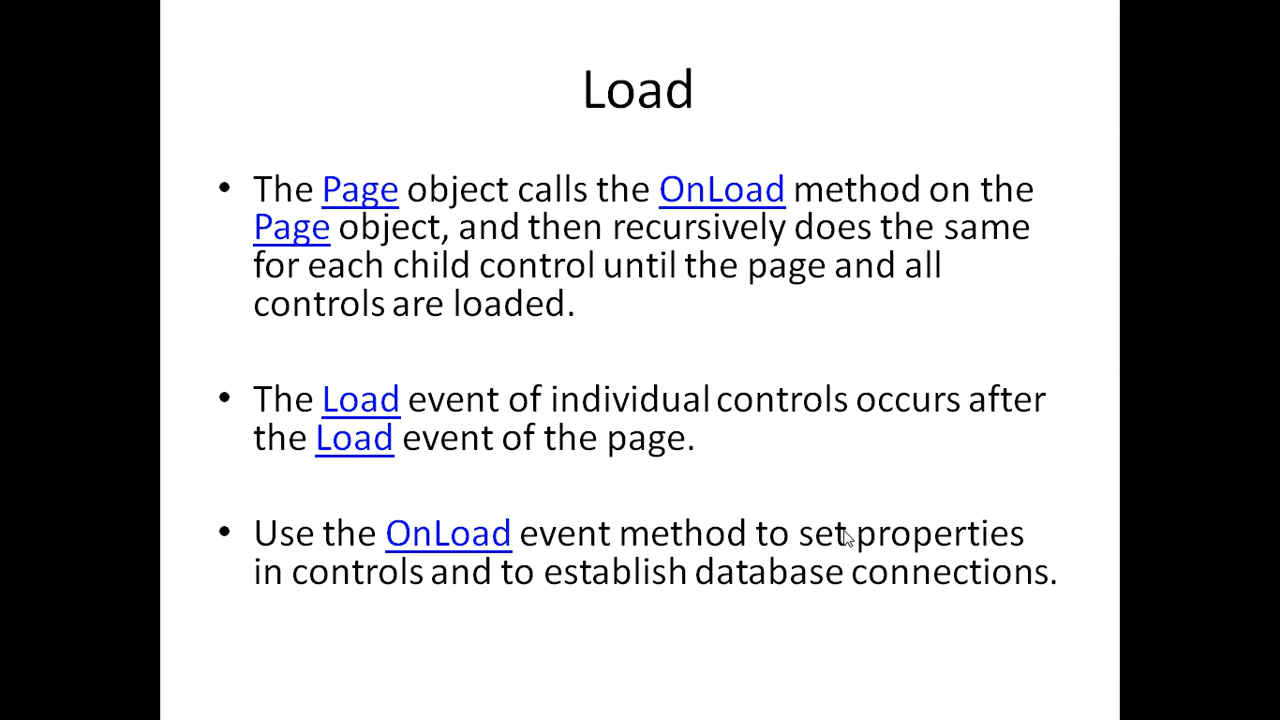 Load
• The Page object calls the OnLoad method on the
Page object, and then recursively does the same
for each child control until the page and all
controls are loaded.
• The Load event of individual controls occurs after
the Load event of the page.
• Use the OnLoad event method to set properties
in controls and to establish database connections.